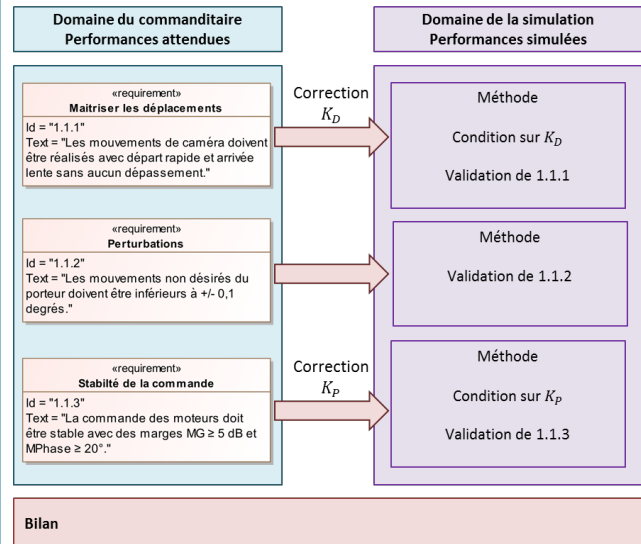 Domaine du commanditaire
Performances attendues
Domaine de la simulation
Performances simulées
«requirement»
Maitriser les déplacements
Id = "1.1.1"
Text = "Les mouvements de caméra doivent
être réalisés avec départ rapide et arrivée
lente sans aucun dépassement."
Correction
K_D
Méthode
Condition sur K_D
Validation de 1.1.1
«requirement»
Perturbations
Id = "1.1.2"
Text = "Les mouvements non désirés du
porteur doivent être inférieurs à +/- 0,1
degrés."
Méthode
Validation de 1.1.2
«requirement»
Stabilté de la commande
Id = "1.1.3"
Text = "La commande des moteurs doit
être stable avec des marges MG ≥ 5 dB et
MPhase ≥ 20°."
Correction
K_P
Méthode
Condition sur K_P
Validation de 1.1.3
Bilan